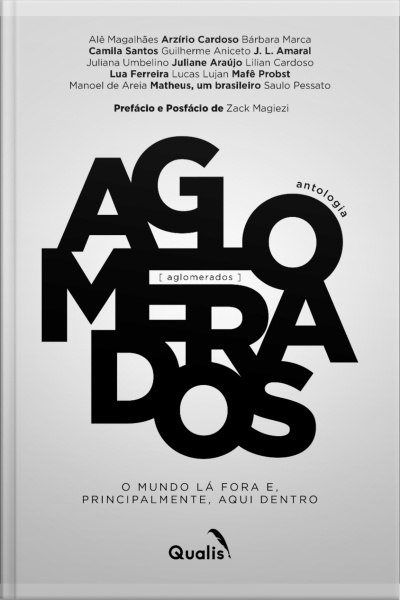 Alê Magalhães Arzírio Cardoso Bárbara Marca
Camila Santos Guilherme Aniceto J. L. Amaral
Juliana Umbelino Juliane Araújo Lilian Cardoso
Lua Ferreira Lucas Lujan Mafê Probst
Manoel de Areia Matheus, um brasileiro Saulo Pessato
Prefácio e Posfácio de Zack Magiezi
AGLO
antologia
[ aglomerados ]
MERA
DOS
O MUNDO LÁ FORA E,
PRINCIPALMENTE, AQUI DENTRO
Qualis